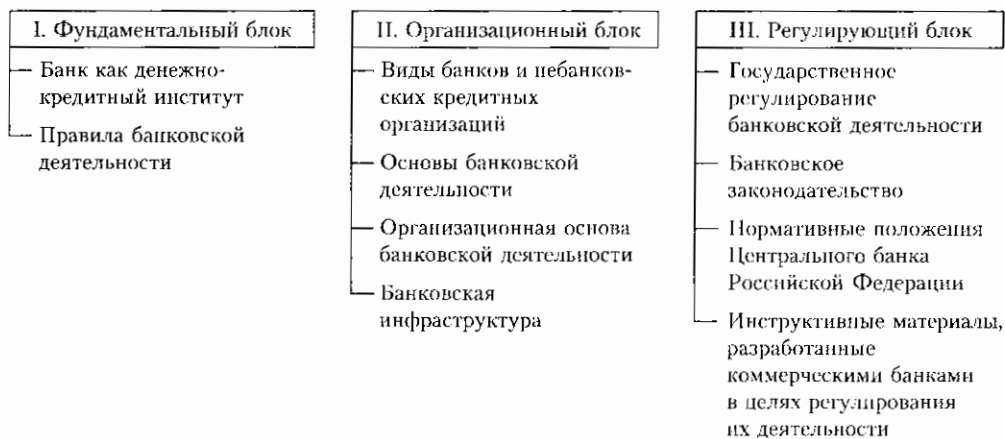 I. Фундаментальный блок
Банк как денежно-
кредитный институт
Правила банковской
деятельности
II. Организационный блок
Виды банков и небанков-
ских кредитных
организаций
Основы банковской
деятельности
Организационная основа
банковской деятельности
Банковская
инфраструктура
III. Регулирующий блок
Государственное
регулирование
банковской деятельности
Банковское
законодательство
Нормативные положения
Центрального банка
Российской Федерации
Инструктивные материалы,
разработанные
коммерческими банками
в целях регулирования
их деятельности